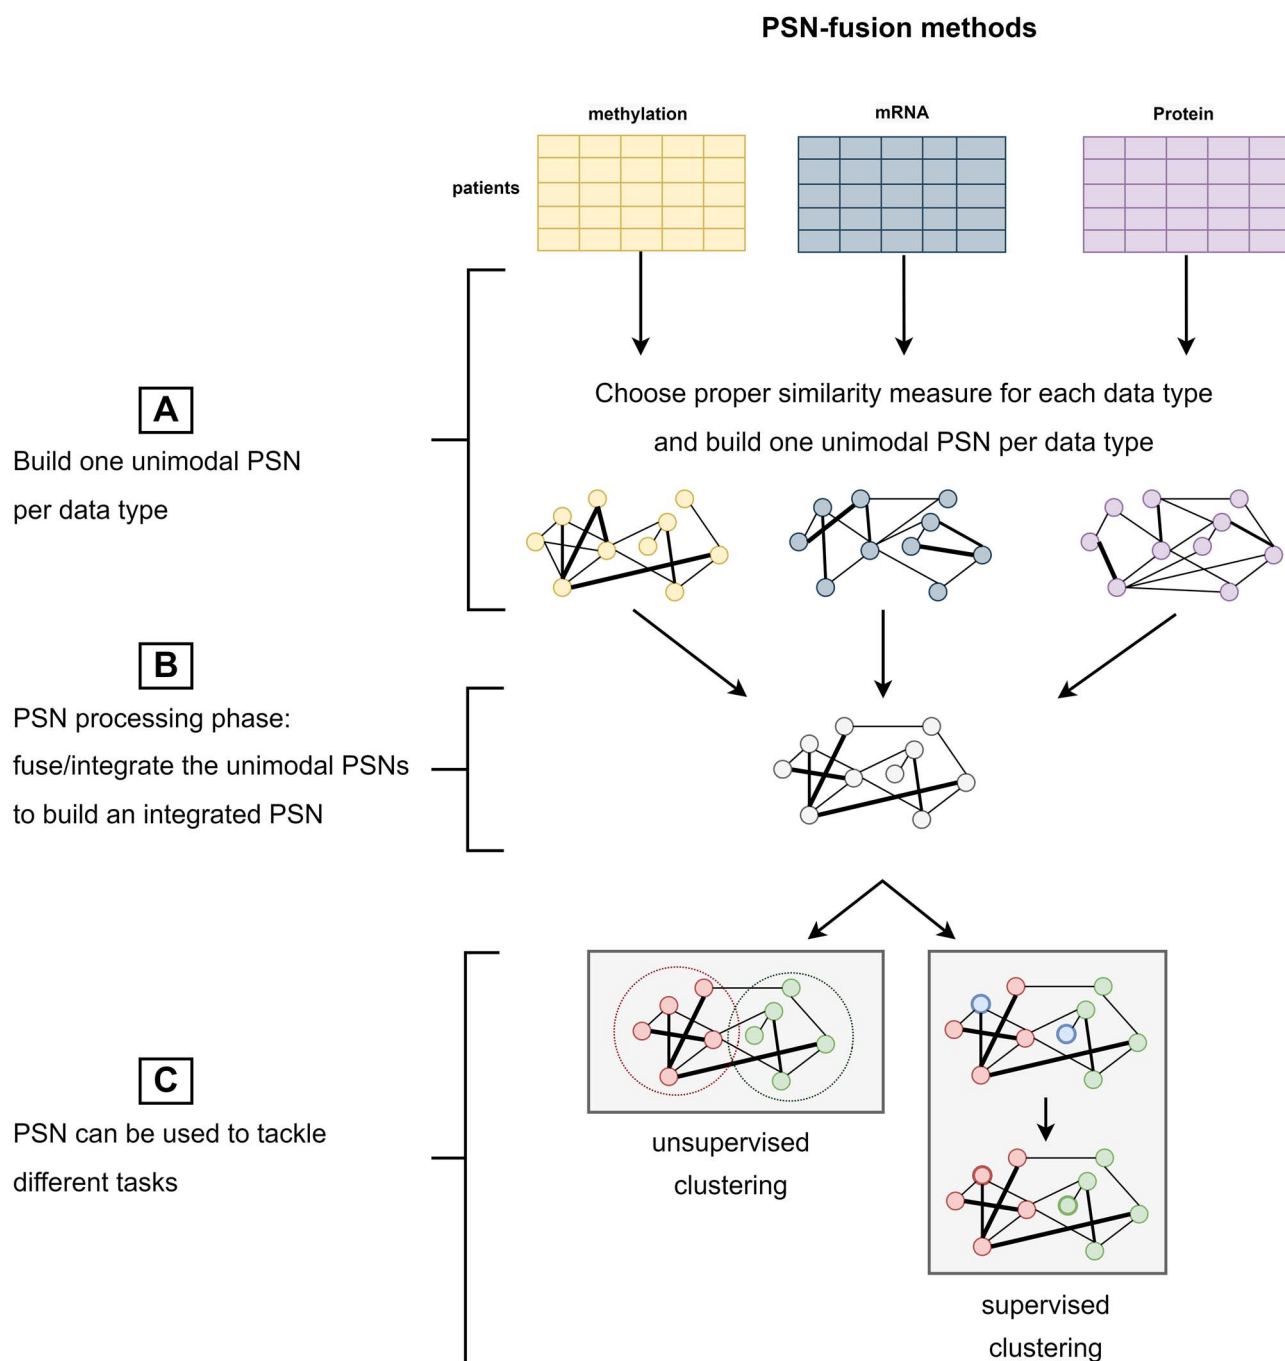 PSN-fusion methods
methylation
mRNA
Protein
patients
A
Build one unimodal PSN
per data type
Choose proper similarity measure for each data type
and build one unimodal PSN per data type
B
PSN processing phase:
fuse/integrate the unimodal PSNs
to build an integrated PSN
C
PSN can be used to tackle
different tasks
unsupervised
clustering
supervised
clustering